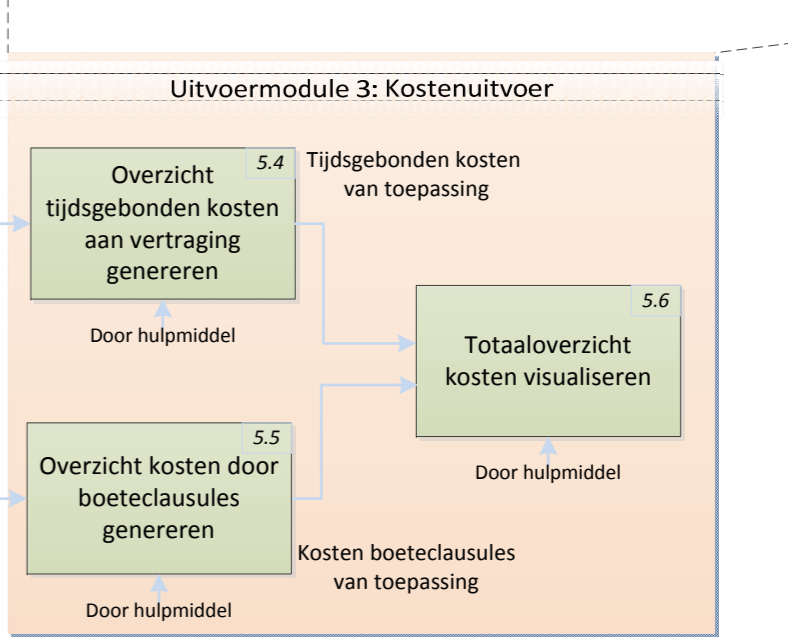 Uitvoermodule 3: Kostenuitvoer
5.4
Overzicht
tijdsgebonden kosten
aan vertraging
genereren
Tijdsgebonden kosten
van toepassing
Door hulpmiddel
5.6
Totaaloverzicht
kosten visualiseren
Door hulpmiddel
5.5
Overzicht kosten door
boeteclausules
genereren
Kosten boeteclausules
van toepassing
Door hulpmiddel